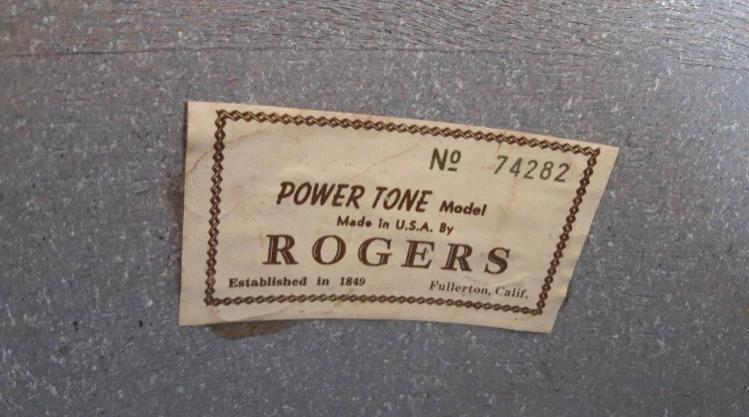 Nº 74282
POWER TONE Model
Made in U.S.A. By
ROGERS
Established in 1849 Fullerton, Calif.